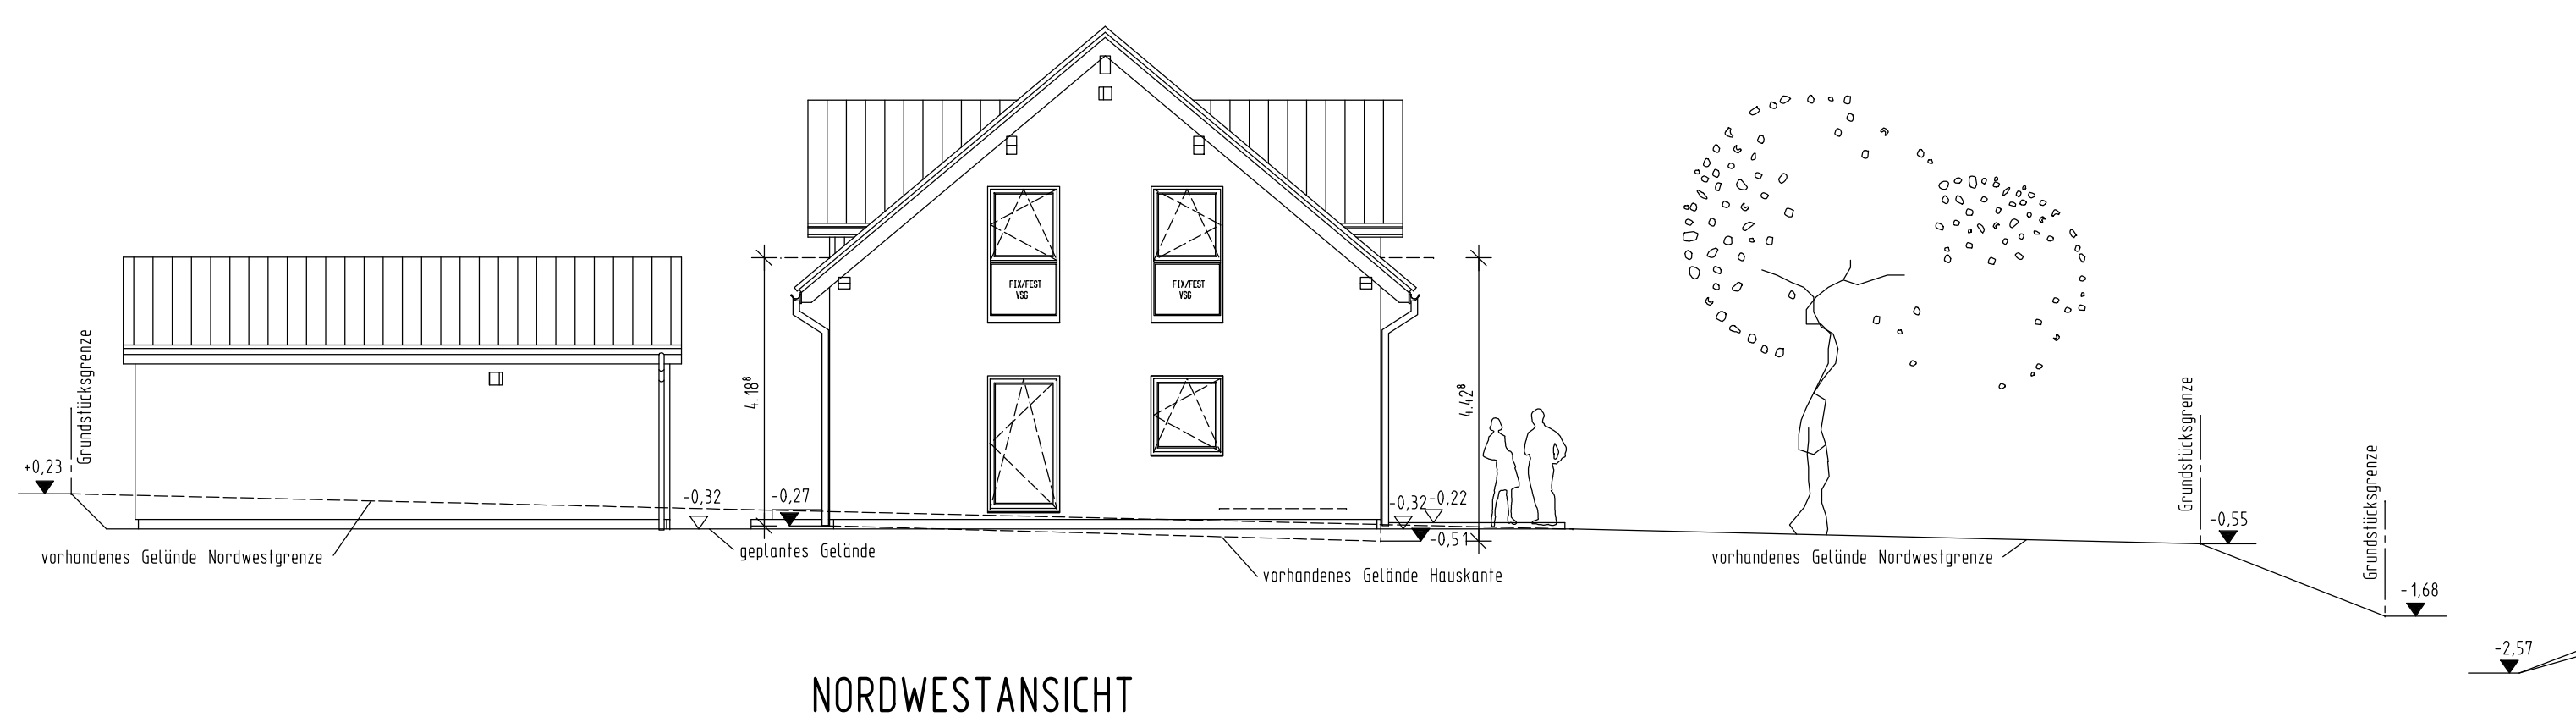 FIX/FEST
VSG
FIX/FEST
VSG
Grundstücksgrenze
4.18⁸
4.42⁸
Grundstücksgrenze
Grundstücksgrenze
+0,23
-0,32
-0,27
-0,32
-0,22
-0,55
-0,51
geplantes Gelände
vorhandenes Gelände Nordwestgrenze
vorhandenes Gelände Hauskante
vorhandenes Gelände Nordwestgrenze
-1,68
-2,57
NORDWESTANSICHT